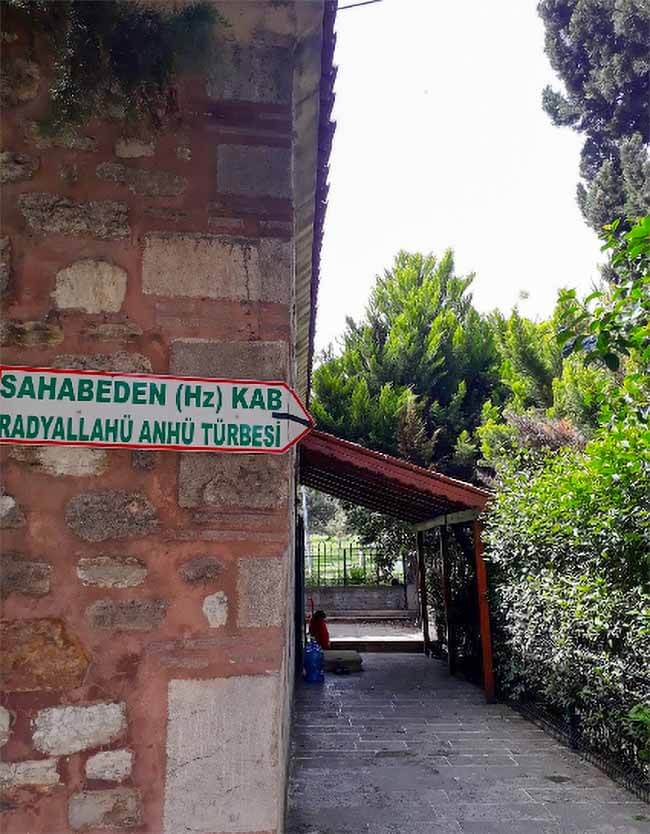 SAHABEDEN (Hz) KAB
RADYALLAHÜ ANHÜ TÜRBESİ